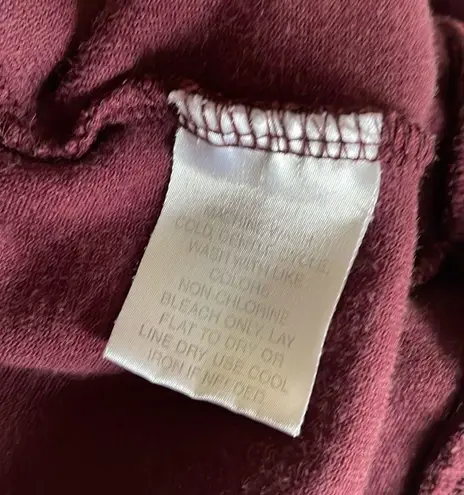 MACHINE WASH
COLD, GENTLE CYCLE,
WASH WITH LIKE
COLORS
NON CHLORINE
BLEACH ONLY, LAY
FLAT TO DRY OR
LINE DRY, USE COOL
IRON IF NEEDED